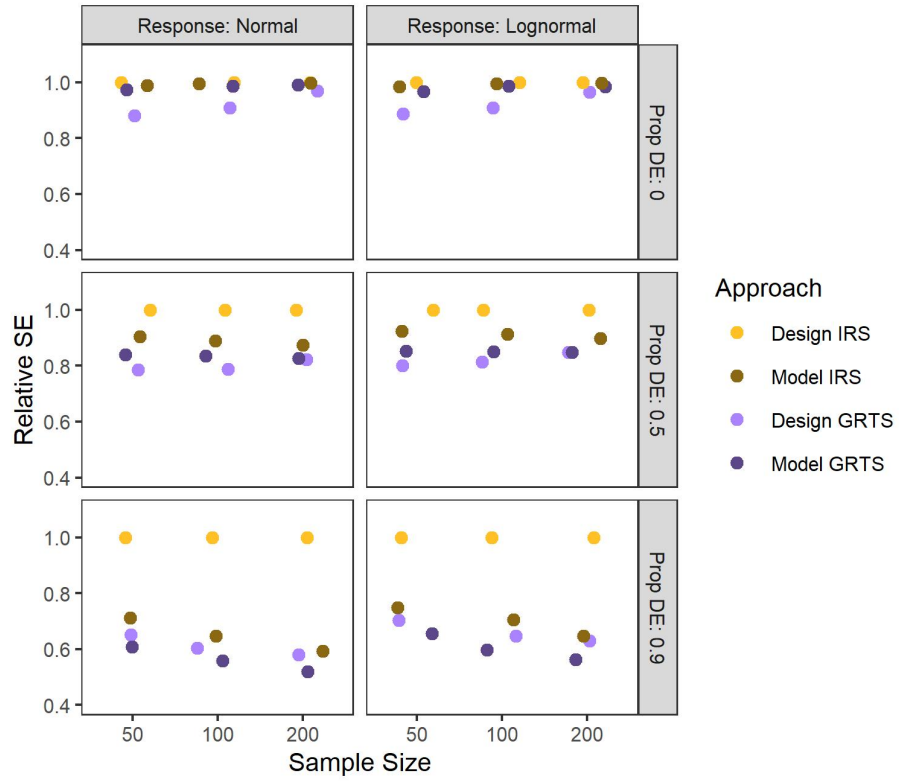 Response: Normal
Response: Lognormal
1.0
0.8
0.6
0.4
Prop DE: 0
1.0
0.8
0.6
0.4
Prop DE: 0.5
1.0
0.8
0.6
0.4
Prop DE: 0.9
Relative SE
50 100 200
50 100 200
Sample Size
Approach
Design IRS
Model IRS
Design GRTS
Model GRTS